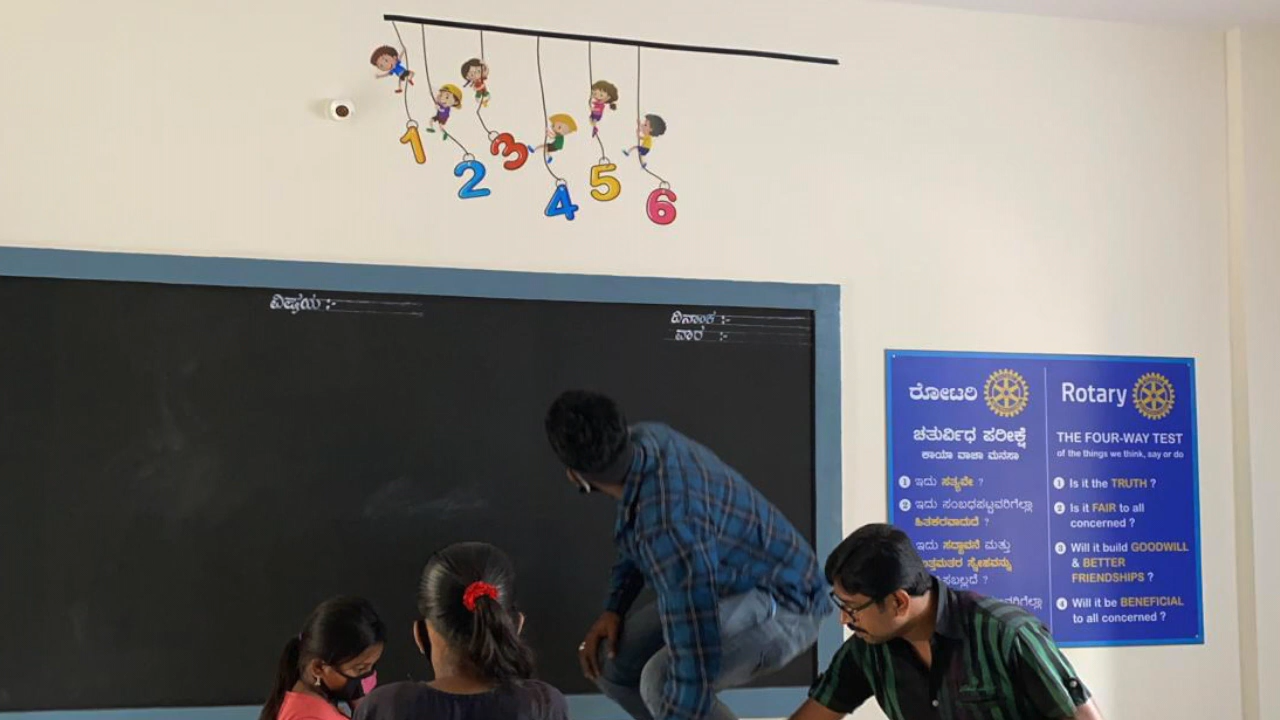 1
2
3
4
5
6
ವಿಷಯ :-
ದಿನಾಂಕ :-
ವಾರ :-
ರೋಟರಿ
ಚತುರ್ವಿಧ ಪರೀಕ್ಷೆ
ಕಾಯಾ ವಾಚಾ ಮನಸಾ
1 ಇದು ಸತ್ಯವೇ ?
2 ಇದು ಸಂಬಧಪಟ್ಟವರಿಗೆಲ್ಲಾ
ಹಿತಕರವಾದುದೆ ?
ಇದು ಸದ್ಭಾವನೆ ಮತ್ತು
ಸ್ನೇಹವನ್ನು
Rotary
THE FOUR-WAY TEST
of the things we think, say or do
1 Is it the TRUTH ?
2 Is it FAIR to all
concerned ?
3 Will it build GOODWILL
& BETTER
FRIENDSHIPS ?
4 Will it be BENEFICIAL
to all concerned ?